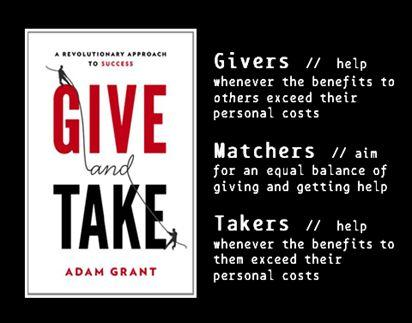 A REVOLUTIONARY APPROACH
TO SUCCESS
GIVE
and
TAKE
ADAM GRANT
Givers // help
whenever the benefits to
others exceed their
personal costs
Matchers // aim
for an equal balance of
giving and getting help
Takers // help
whenever the benefits to
them exceed their
personal costs